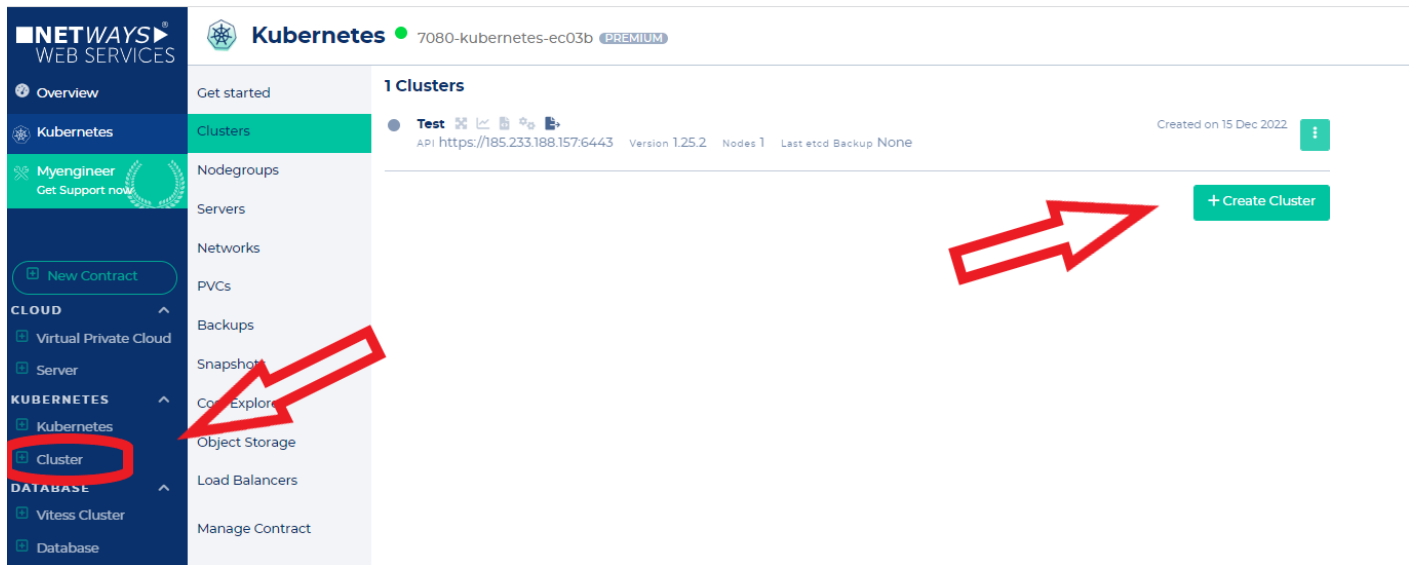 NETWAYS®
WEB SERVICES
Overview
Kubernetes
Myengineer
Get Support now
New Contract
CLOUD
Virtual Private Cloud
Server
KUBERNETES
Kubernetes
Cluster
DATABASE
Vitess Cluster
Database
Kubernetes 7080-kubernetes-ec03b PREMIUM
Get started
Clusters
Nodegroups
Servers
Networks
PVCs
Backups
Snapshot
Explore
Object Storage
Load Balancers
Manage Contract
1 Clusters
Test
Created on 15 Dec 2022
API https://185.233.188.157:6443 Version 1.25.2 Nodes 1 Last etcd Backup None
+ Create Cluster